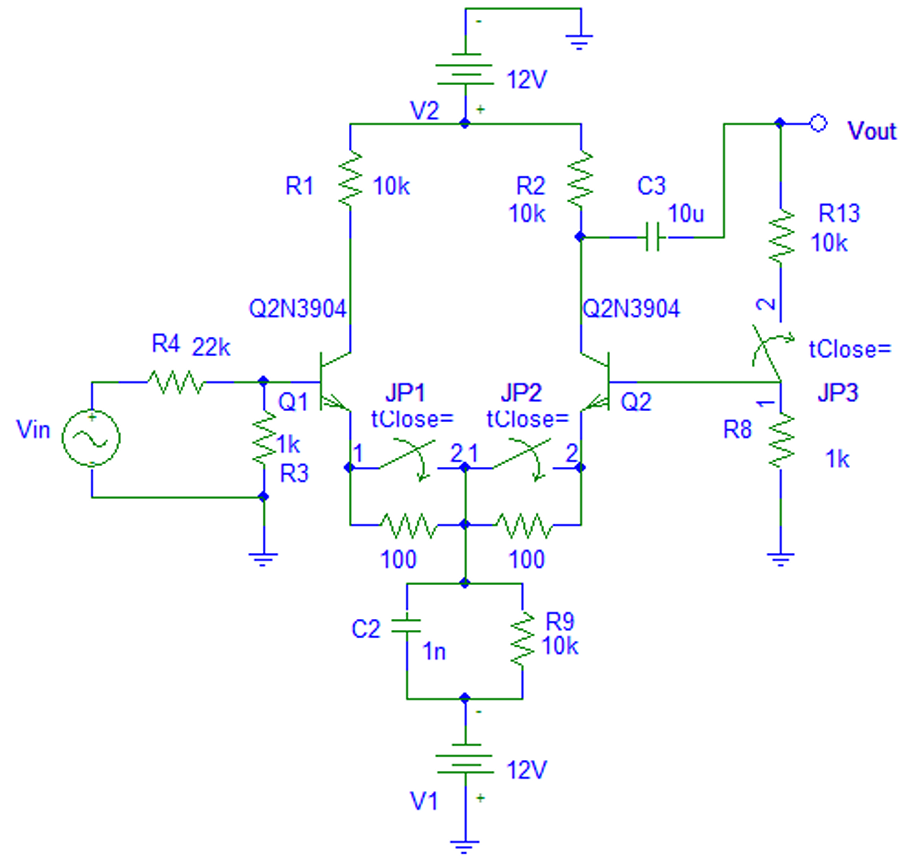 -
12V
V2
+
R1
10k
R2
10k
C3
10u
Vout
R13
10k
Q2N3904
Q2N3904
2
R4
22k
tClose=
JP3
1
Vin
+
-
Q1
JP1
tClose=
JP2
tClose=
Q2
R8
1k
1k
R3
1
2
1
2
100
100
C2
1n
R9
10k
-
12V
V1
+